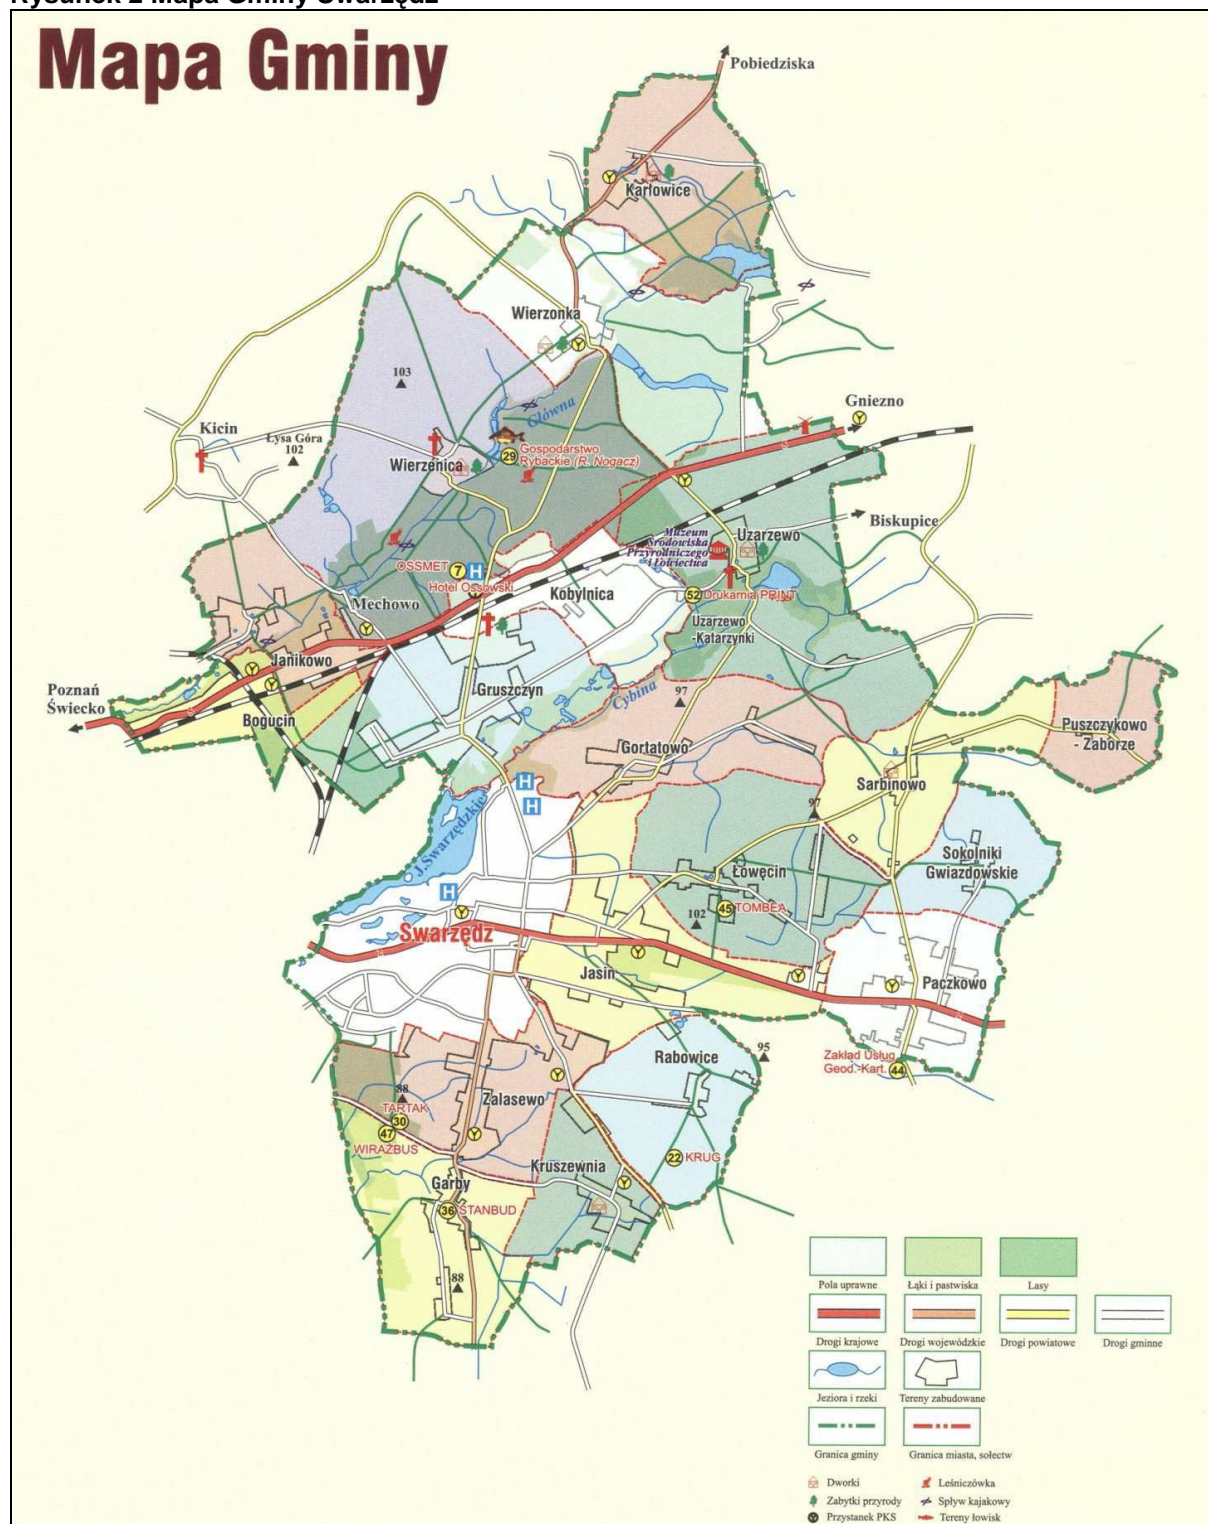 Rysunek 2 Mapa Gminy Swarzędz
Mapa Gminy
Pobiedziska
Karłowice
Wierzonka
103
Główna
Gniezno
Kicin
Łysa Góra
102
Wierzenica
29
Gospodarstwo
Rybackie (R. Nogacz)
Biskupice
Uzarzewo
Muzeum
Środowiska
Przyrodniczego
i Łowiectwa
OSSMET
7
H
Hotel Ossowski
Kobylnica
52
Drukarnia PRINT
Mechowo
Uzarzewo
-Katarzynki
Janikowo
Poznań
Świecko
Bogucin
Gruszczyn
Cybina
97
Gortatowo
Puszczykowo
- Zaborze
Sarbinowo
H
H
J.Swarzędzkie
97
Sokolniki
Gwiazdowskie
Łowęcin
H
45
TOMBEA
102
Swarzędz
Jasin
Paczkowo
Rabowice
95
Zakład Usług
Geod.-Kart.
44
88
TARTAK
30
47
WIRAŻBUS
Zalasewo
Kruszewnia
22
KRUG
Garby
36
STANBUD
88
Pola uprawne
Łąki i pastwiska
Lasy
Drogi krajowe
Drogi wojewódzkie
Drogi powiatowe
Drogi gminne
Jeziora i rzeki
Tereny zabudowane
Granica gminy
Granica miasta, sołectw
Dworki
Leśniczówka
Zabytki przyrody
Spływ kajakowy
Przystanek PKS
Tereny łowisk